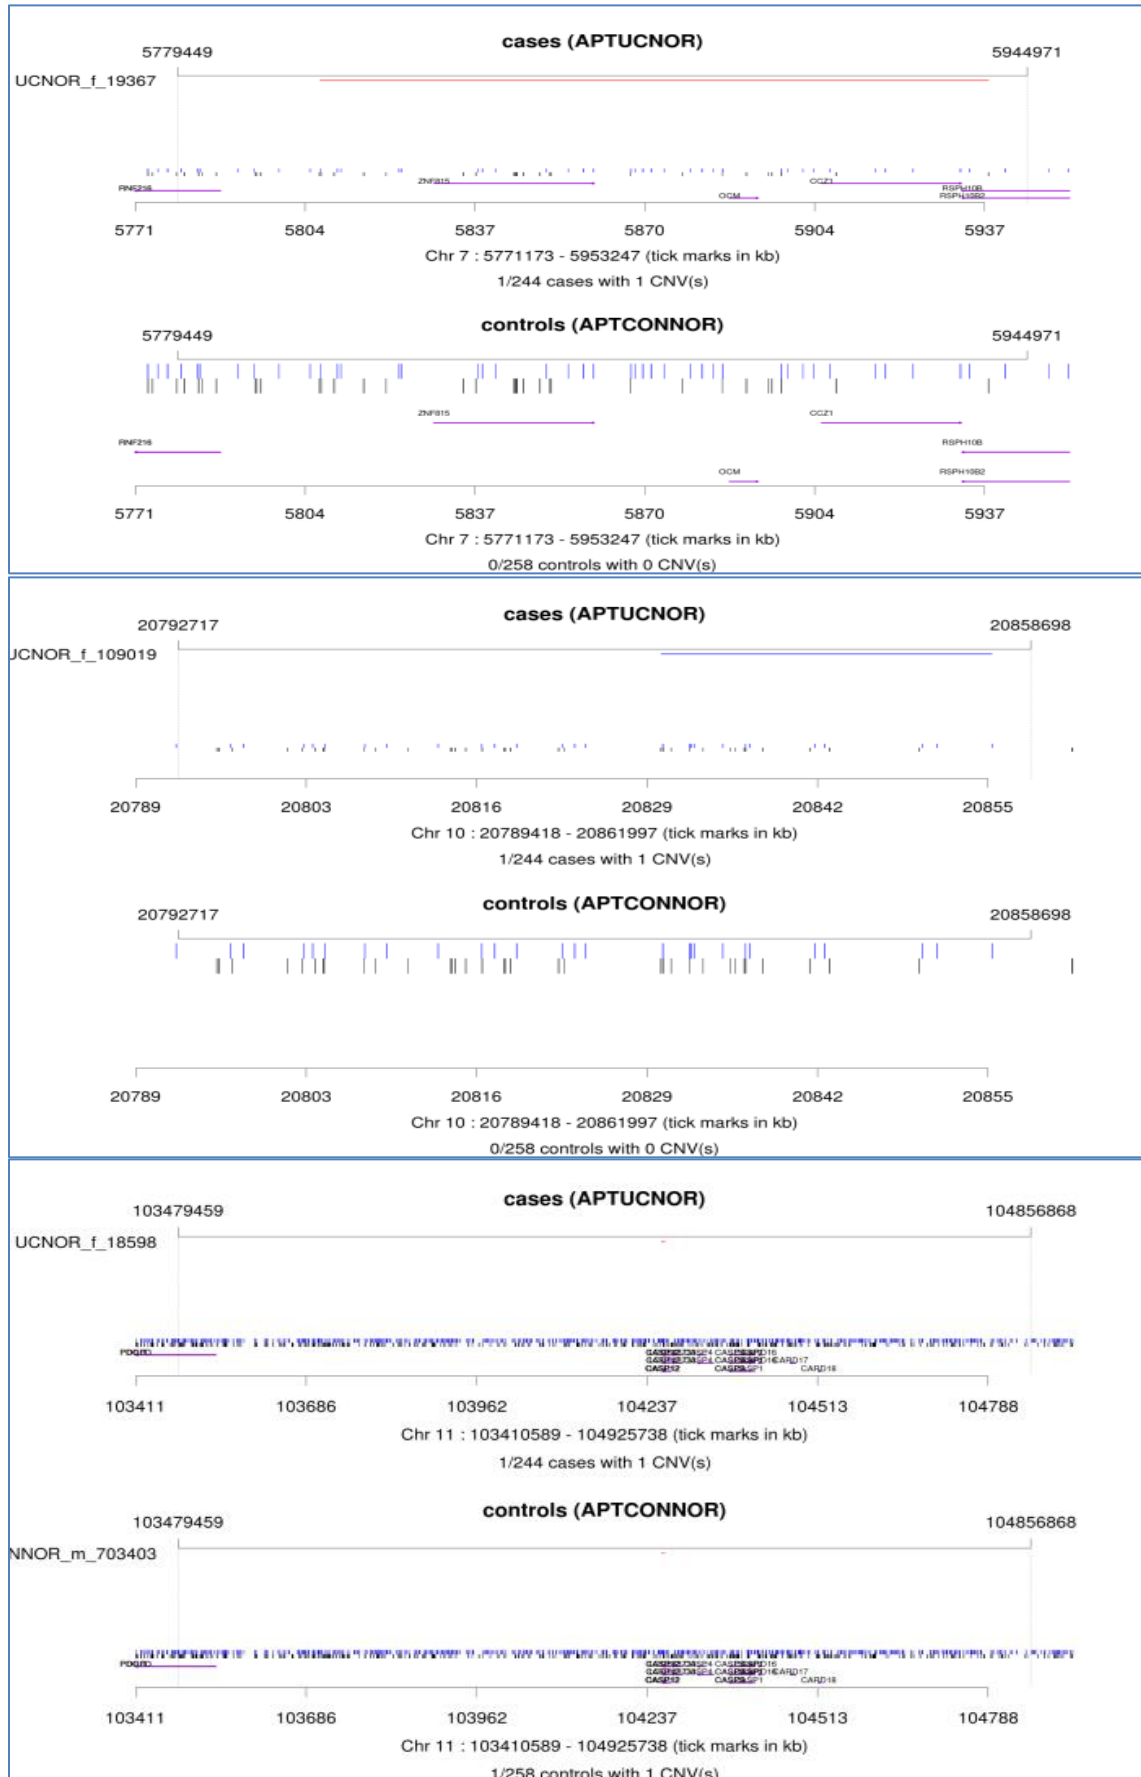 cases (APTUCNOR)
5779449 5944971
UCNOR_f_19367
ZNF815 CCZ1
RNF216 RSPH10B
OCM RSPH10B2
5771 5804 5837 5870 5904 5937
Chr 7 : 5771173 - 5953247 (tick marks in kb)
1/244 cases with 1 CNV(s)
controls (APTCONNOR)
5779449 5944971
ZNF815 CCZ1
RNF216 RSPH10B
OCM RSPH10B2
5771 5804 5837 5870 5904 5937
Chr 7 : 5771173 - 5953247 (tick marks in kb)
0/258 controls with 0 CNV(s)
cases (APTUCNOR)
20792717 20858698
JCNOR_f_109019
20789 20803 20816 20829 20842 20855
Chr 10 : 20789418 - 20861997 (tick marks in kb)
1/244 cases with 1 CNV(s)
controls (APTCONNOR)
20792717 20858698
20789 20803 20816 20829 20842 20855
Chr 10 : 20789418 - 20861997 (tick marks in kb)
0/258 controls with 0 CNV(s)
cases (APTUCNOR)
103479459 104856868
UCNOR_f_18598
CARD17
CASP12 CARD18
103411 103686 103962 104237 104513 104788
Chr 11 : 103410589 - 104925738 (tick marks in kb)
1/244 cases with 1 CNV(s)
controls (APTCONNOR)
103479459 104856868
NNOR_m_703403
CARD17
CASP12 CARD18
103411 103686 103962 104237 104513 104788
Chr 11 : 103410589 - 104925738 (tick marks in kb)
1/258 controls with 1 CNV(s)